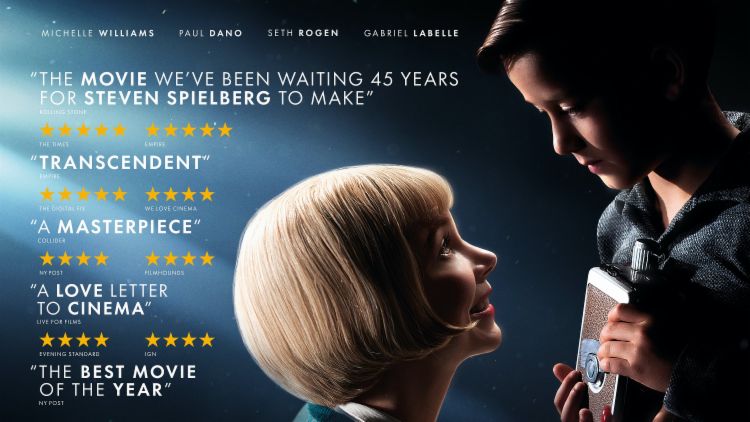 MICHELLE WILLIAMS PAUL DANO SETH ROGEN GABRIEL LABELLE
“THE MOVIE WE’VE BEEN WAITING 45 YEARS
FOR STEVEN SPIELBERG TO MAKE”
ROLLING STONE
★★★★★ ★★★★★
THE TIMES EMPIRE
“TRANSCENDENT”
EMPIRE
★★★★★ ★★★★
THE DIGITAL FIX WE LOVE CINEMA
“A MASTERPIECE”
COLLIDER
★★★★ ★★★★
NY POST FILMHOUNDS
“A LOVE LETTER
TO CINEMA”
LIVE FOR FILMS
★★★★ ★★★★
EVENING STANDARD IGN
“THE BEST MOVIE
OF THE YEAR”
NY POST